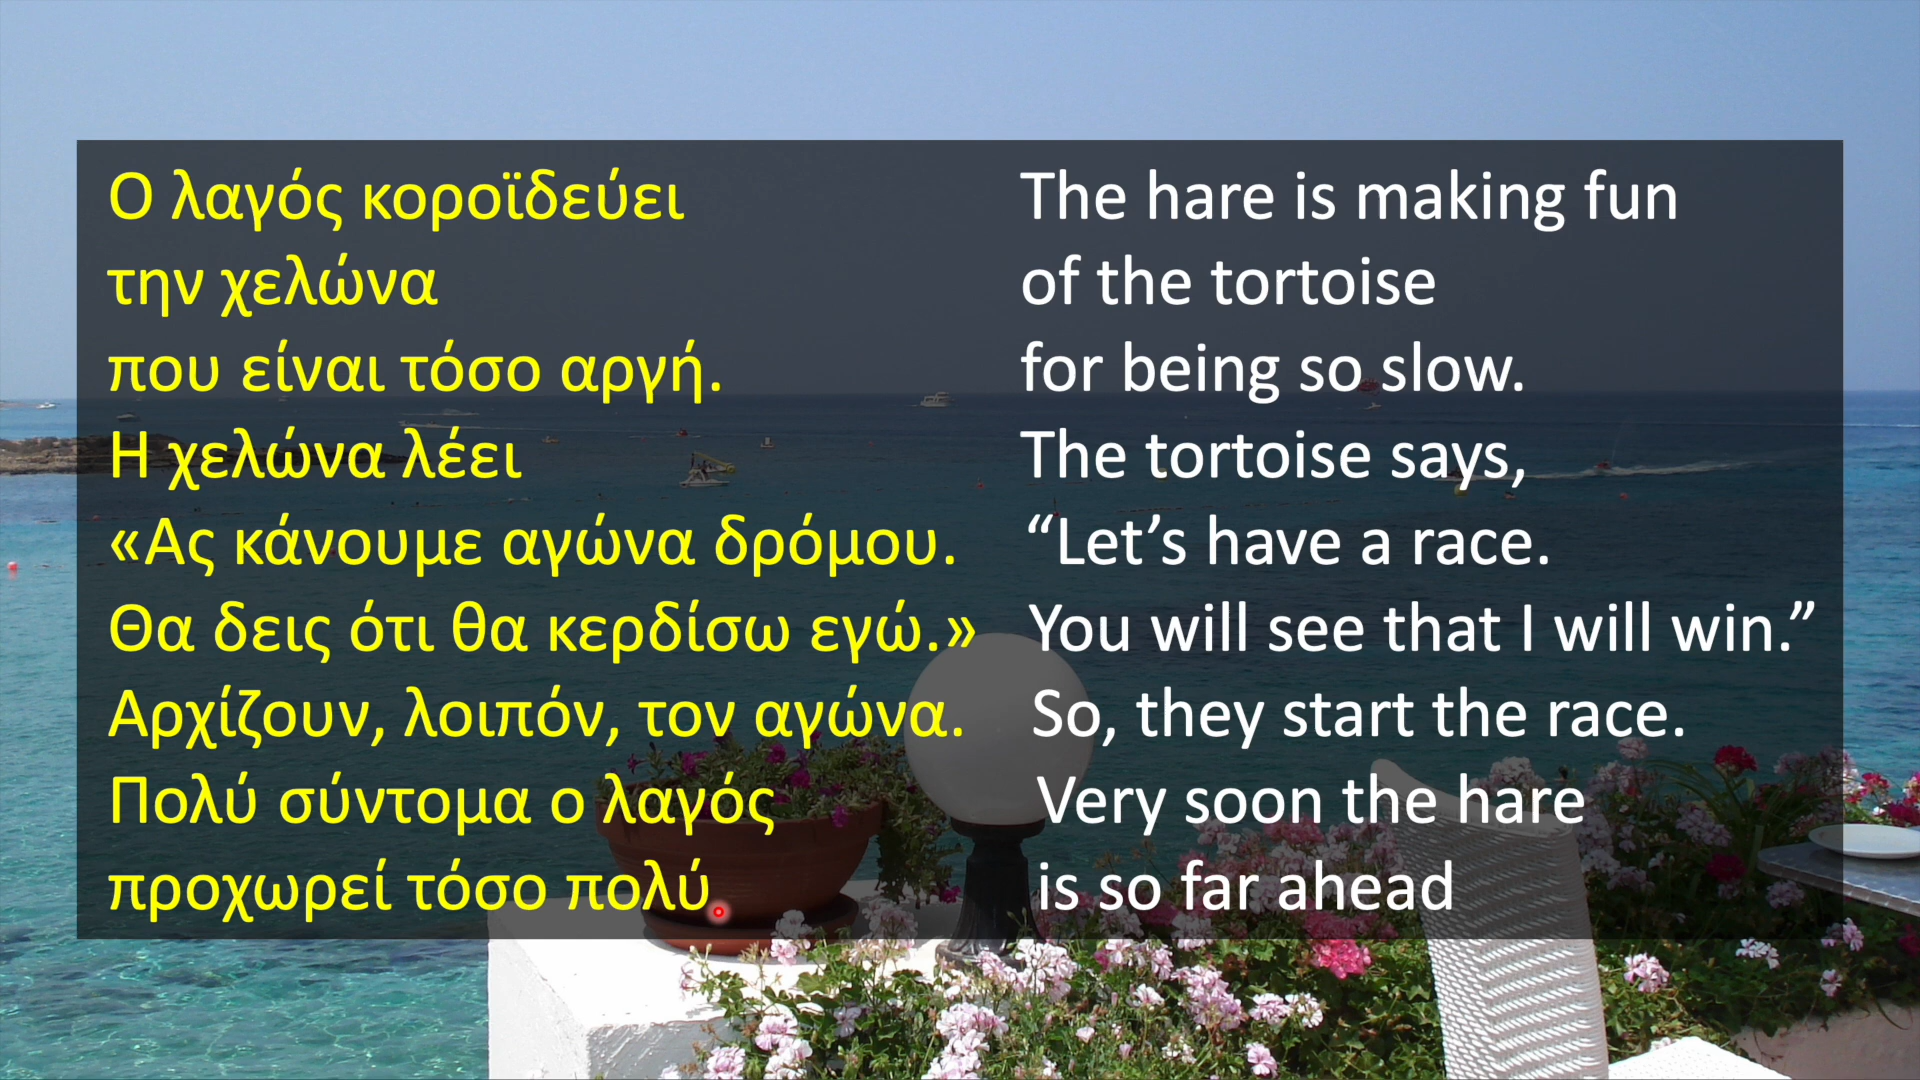 Ο λαγός κοροϊδεύει
την χελώνα
που είναι τόσο αργή.
Η χελώνα λέει
«Ας κάνουμε αγώνα δρόμου.
Θα δεις ότι θα κερδίσω εγώ.»
Αρχίζουν, λοιπόν, τον αγώνα.
Πολύ σύντομα ο λαγός
προχωρεί τόσο πολύ
The hare is making fun
of the tortoise
for being so slow.
The tortoise says,
“Let’s have a race.
You will see that I will win.”
So, they start the race.
Very soon the hare
is so far ahead